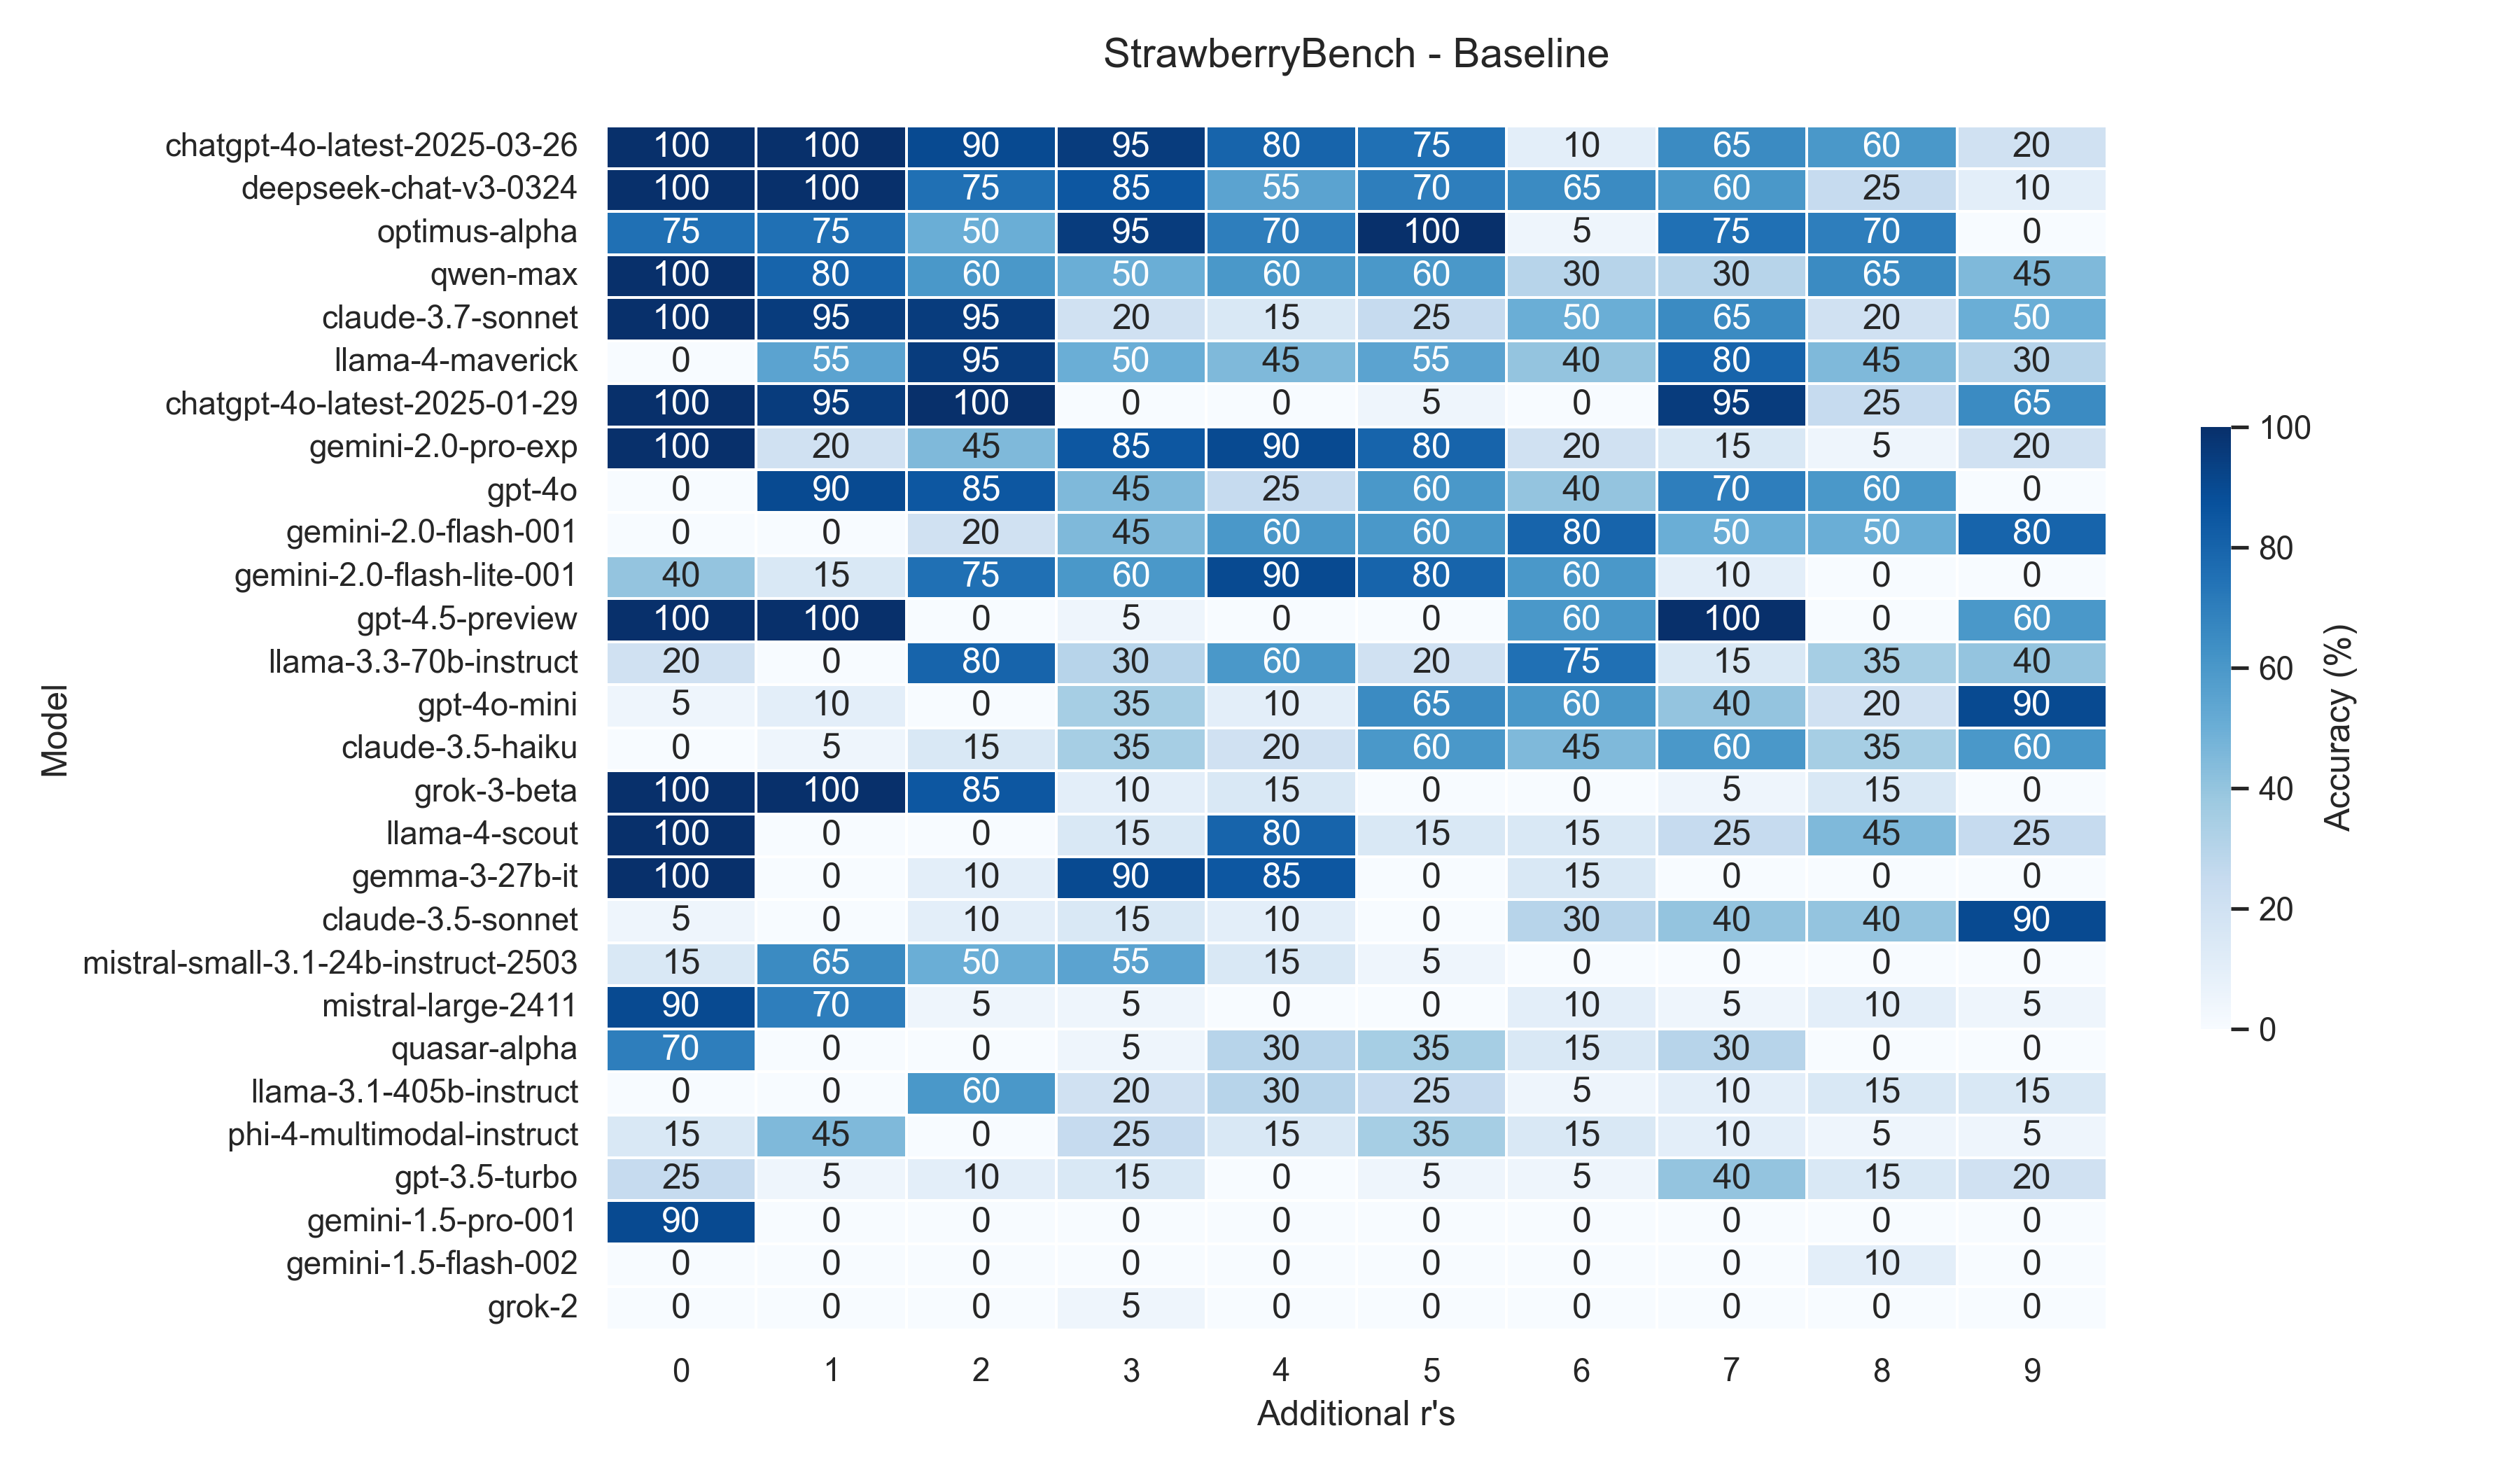 StrawberryBench - Baseline
Model
chatgpt-4o-latest-2025-03-26 100 100 90 95 80 75 10 65 60 20
deepseek-chat-v3-0324 100 100 75 85 55 70 65 60 25 10
optimus-alpha 75 75 50 95 70 100 5 75 70 0
qwen-max 100 80 60 50 60 60 30 30 65 45
claude-3.7-sonnet 100 95 95 20 15 25 50 65 20 50
llama-4-maverick 0 55 95 50 45 55 40 80 45 30
chatgpt-4o-latest-2025-01-29 100 95 100 0 0 5 0 95 25 65
gemini-2.0-pro-exp 100 20 45 85 90 80 20 15 5 20
gpt-4o 0 90 85 45 25 60 40 70 60 0
gemini-2.0-flash-001 0 0 20 45 60 60 80 50 50 80
gemini-2.0-flash-lite-001 40 15 75 60 90 80 60 10 0 0
gpt-4.5-preview 100 100 0 5 0 0 60 100 0 60
llama-3.3-70b-instruct 20 0 80 30 60 20 75 15 35 40
gpt-4o-mini 5 10 0 35 10 65 60 40 20 90
claude-3.5-haiku 0 5 15 35 20 60 45 60 35 60
grok-3-beta 100 100 85 10 15 0 0 5 15 0
llama-4-scout 100 0 0 15 80 15 15 25 45 25
gemma-3-27b-it 100 0 10 90 85 0 15 0 0 0
claude-3.5-sonnet 5 0 10 15 10 0 30 40 40 90
mistral-small-3.1-24b-instruct-2503 15 65 50 55 15 5 0 0 0 0
mistral-large-2411 90 70 5 5 0 0 10 5 10 5
quasar-alpha 70 0 0 5 30 35 15 30 0 0
llama-3.1-405b-instruct 0 0 60 20 30 25 5 10 15 15
phi-4-multimodal-instruct 15 45 0 25 15 35 15 10 5 5
gpt-3.5-turbo 25 5 10 15 0 5 5 40 15 20
gemini-1.5-pro-001 90 0 0 0 0 0 0 0 0 0
gemini-1.5-flash-002 0 0 0 0 0 0 0 0 10 0
grok-2 0 0 0 5 0 0 0 0 0 0
0 1 2 3 4 5 6 7 8 9
Additional r's
100
80
60
40
20
0
Accuracy (%)